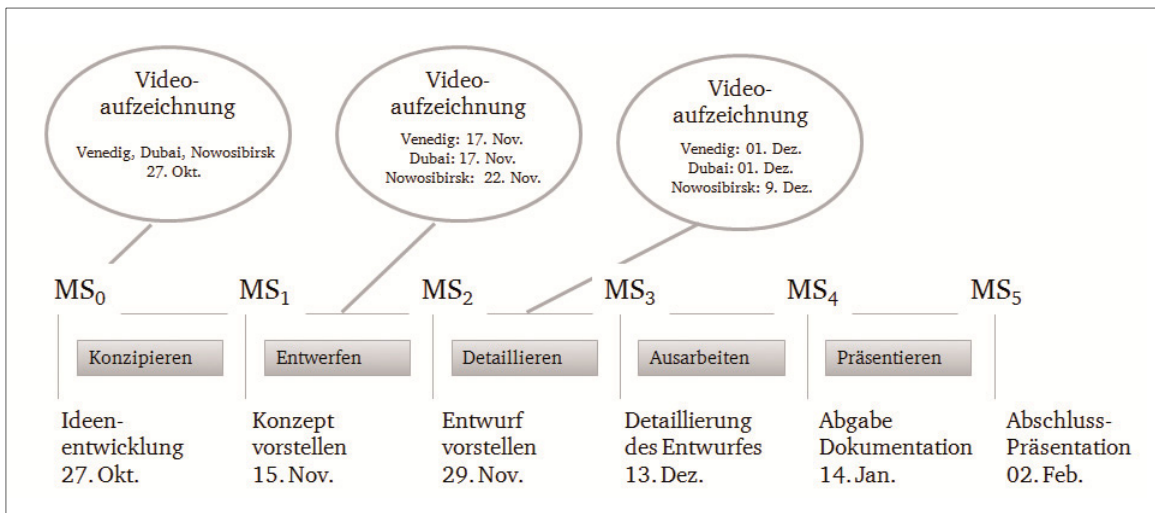 Video-
aufzeichnung
Venedig, Dubai, Nowosibirsk
27. Okt.
Video-
aufzeichnung
Venedig: 17. Nov.
Dubai: 17. Nov.
Nowosibirsk: 22. Nov.
Video-
aufzeichnung
Venedig: 01. Dez.
Dubai: 01. Dez.
Nowosibirsk: 9. Dez.
MS₀
MS₁
MS₂
MS₃
MS₄
MS₅
Konzipieren
Entwerfen
Detaillieren
Ausarbeiten
Präsentieren
Ideen-
entwicklung
27. Okt.
Konzept
vorstellen
15. Nov.
Entwurf
vorstellen
29. Nov.
Detaillierung
des Entwurfes
13. Dez.
Abgabe
Dokumentation
14. Jan.
Abschluss-
Präsentation
02. Feb.